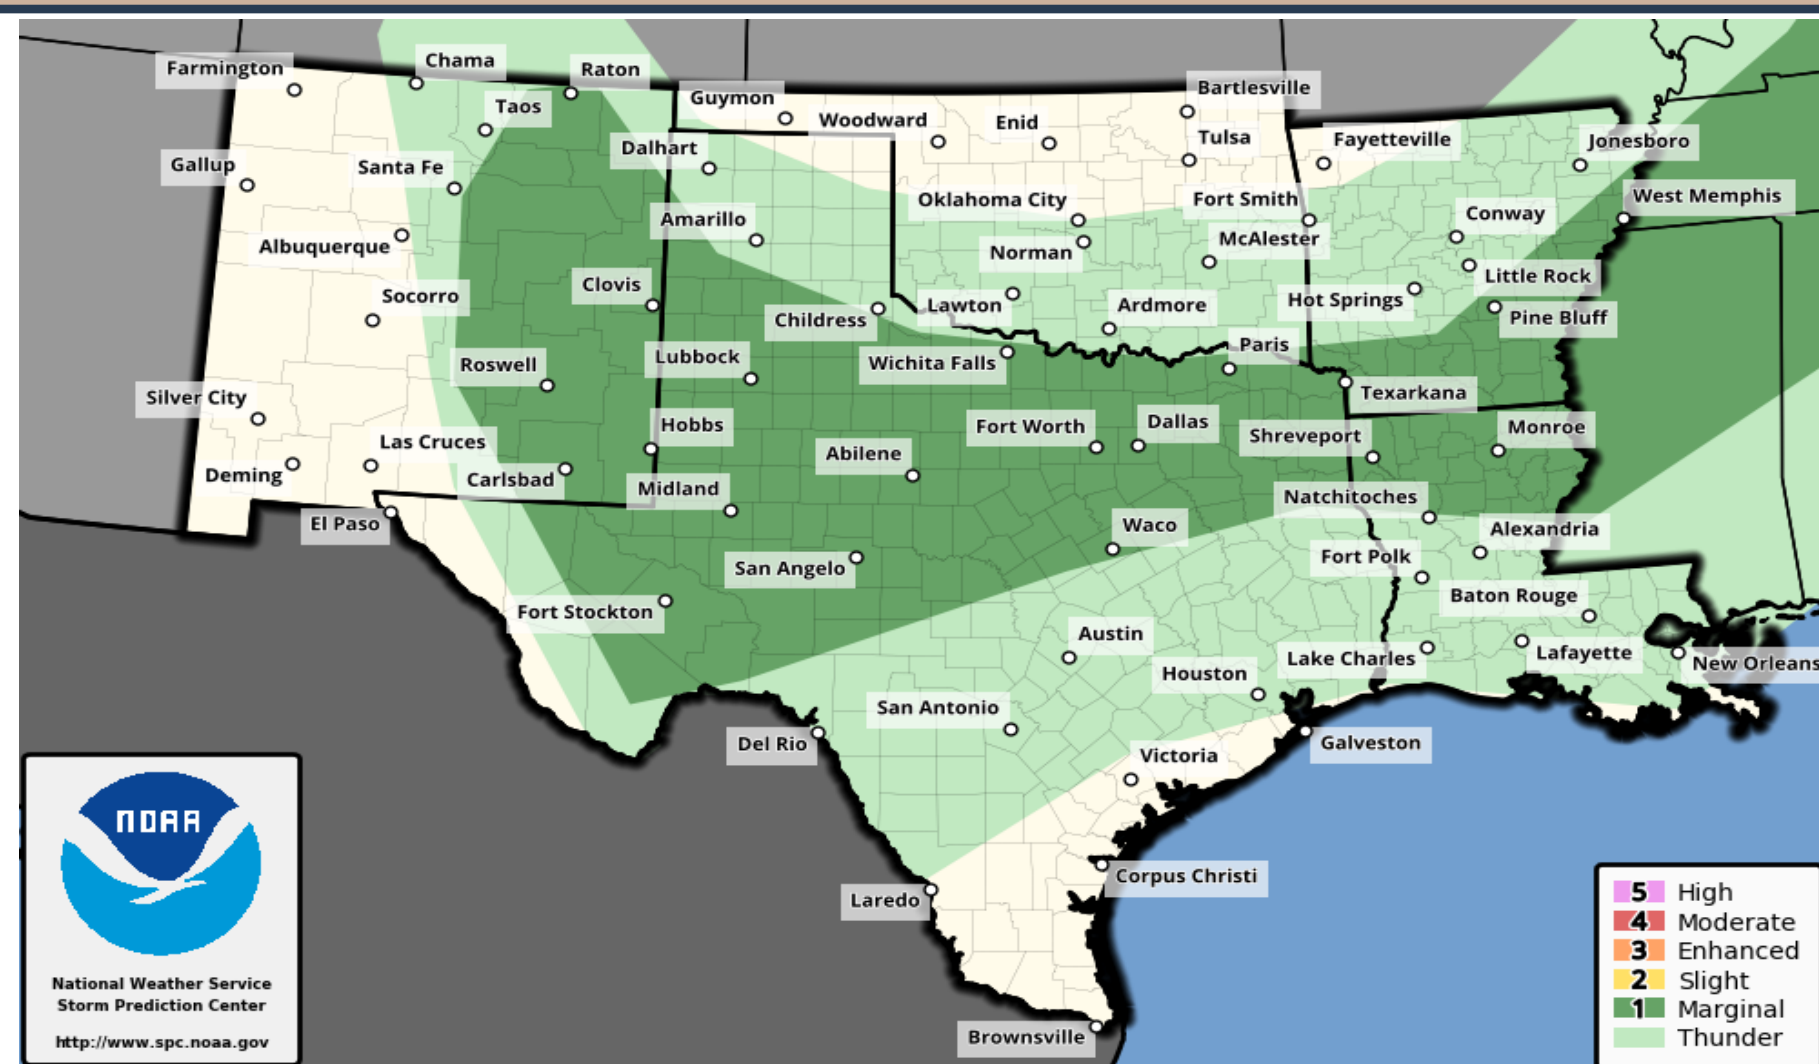 Farmington
Chama
Raton
Guymon
Bartlesville
Taos
Woodward
Enid
Tulsa
Fayetteville
Jonesboro
Gallup
Santa Fe
Dalhart
Oklahoma City
Fort Smith
West Memphis
Albuquerque
Amarillo
Norman
McAlester
Conway
Socorro
Clovis
Childress
Lawton
Ardmore
Hot Springs
Little Rock
Pine Bluff
Roswell
Lubbock
Wichita Falls
Paris
Texarkana
Silver City
Las Cruces
Hobbs
Fort Worth
Dallas
Shreveport
Monroe
Deming
Carlsbad
Midland
Abilene
Natchitoches
El Paso
Waco
Alexandria
San Angelo
Fort Polk
Fort Stockton
Baton Rouge
Austin
Houston
Lake Charles
Lafayette
New Orleans
San Antonio
Del Rio
Victoria
Galveston
Laredo
Corpus Christi
Brownsville
NOAA
National Weather Service
Storm Prediction Center
http://www.spc.noaa.gov
5 High
4 Moderate
3 Enhanced
2 Slight
1 Marginal
Thunder